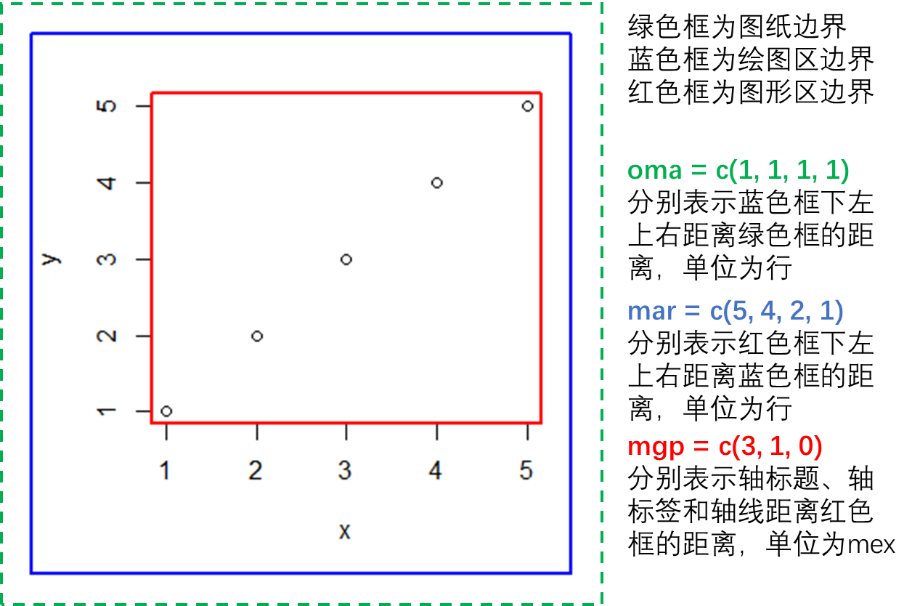 绿色框为图纸边界
蓝色框为绘图区边界
红色框为图形区边界
oma = c(1, 1, 1, 1)
分别表示蓝色框下左
上右距离绿色框的距
离，单位为行
mar = c(5, 4, 2, 1)
分别表示红色框下左
上右距离蓝色框的距
离，单位为行
mgp = c(3, 1, 0)
分别表示轴标题、轴
标签和轴线距离红色
框的距离，单位为mex
5
4
3
2
1
y
1 2 3 4 5
x